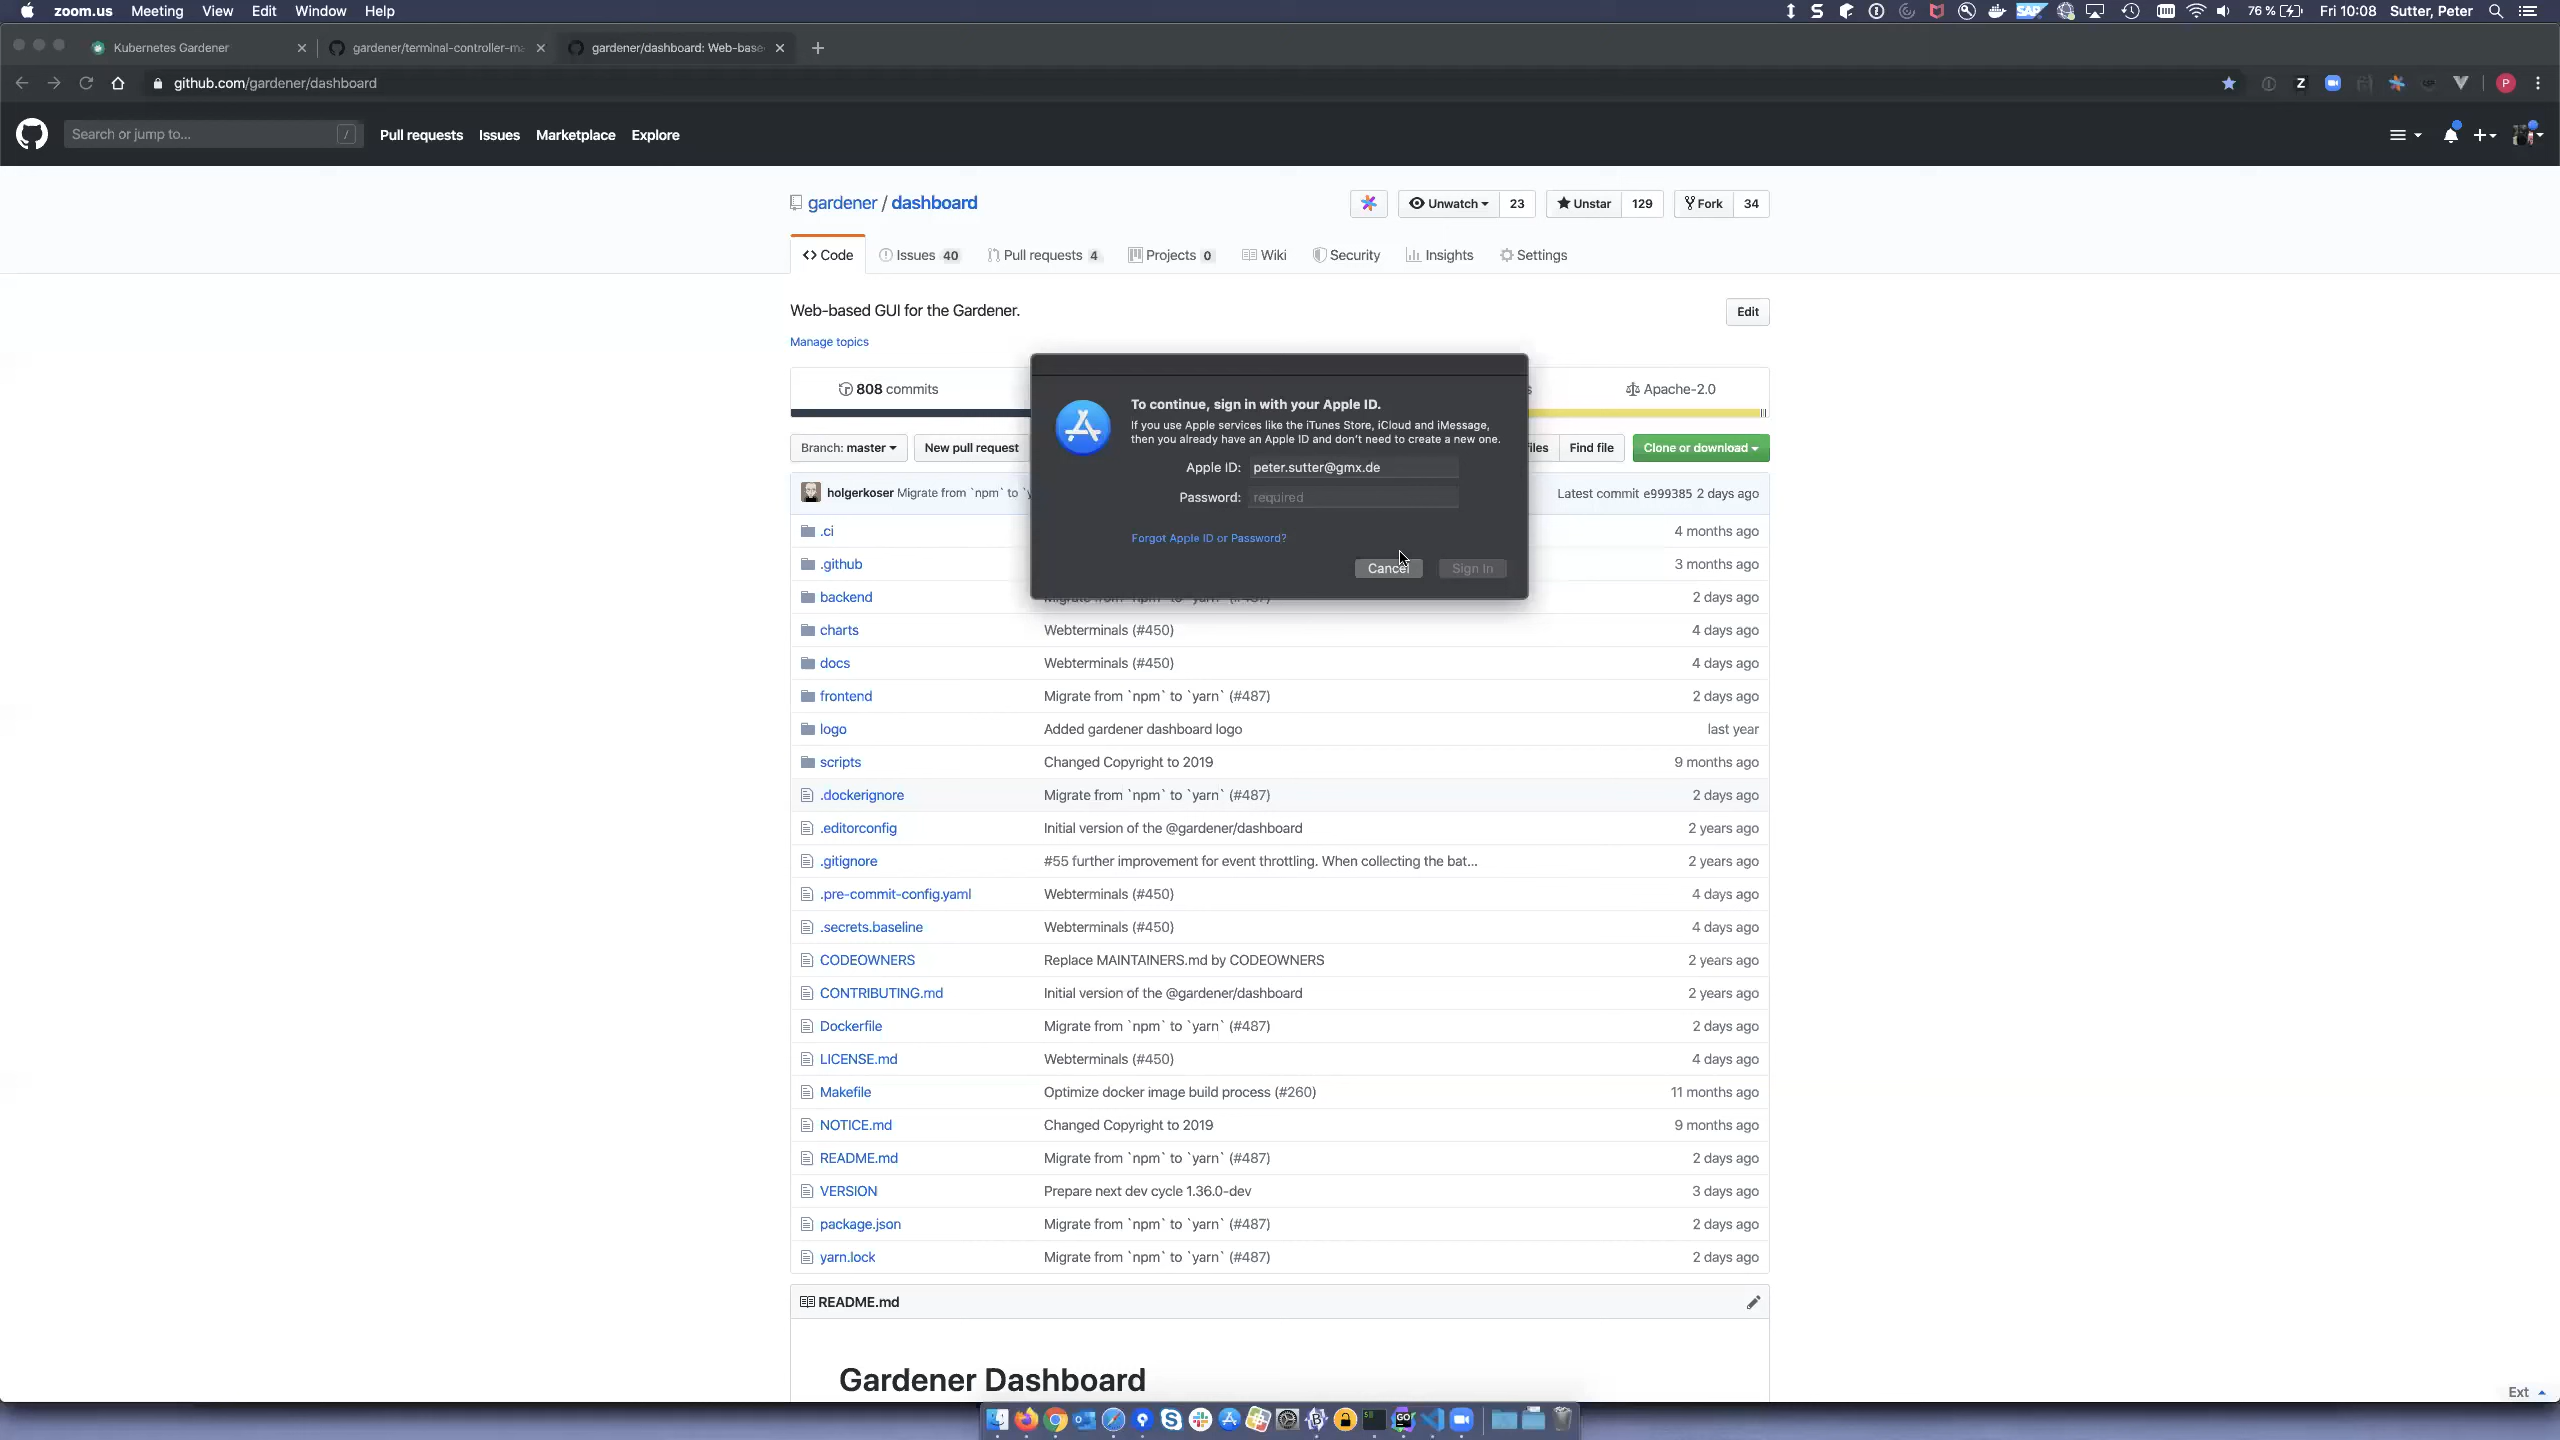 zoom.us Meeting View Edit Window Help 76 % Fri 10:08 Sutter, Peter
Kubernetes Gardener gardener/terminal-controller-ma gardener/dashboard: Web-base
github.com/gardener/dashboard
Search or jump to... / Pull requests Issues Marketplace Explore
gardener / dashboard Unwatch 23 Unstar 129 Fork 34
Code Issues 40 Pull requests 4 Projects 0 Wiki Security Insights Settings
Web-based GUI for the Gardener. Edit
Manage topics
808 commits s Apache-2.0
Branch: master New pull request iles Find file Clone or download
holgerkoser Migrate from `npm` to `y Latest commit e999385 2 days ago
To continue, sign in with your Apple ID.
If you use Apple services like the iTunes Store, iCloud and iMessage,
then you already have an Apple ID and don't need to create a new one.
Apple ID: peter.sutter@gmx.de
Password: required
Forgot Apple ID or Password?
Cancel Sign In
.ci 4 months ago
.github 3 months ago
backend Migrate from `npm` to `yarn` (#487) 2 days ago
charts Webterminals (#450) 4 days ago
docs Webterminals (#450) 4 days ago
frontend Migrate from `npm` to `yarn` (#487) 2 days ago
logo Added gardener dashboard logo last year
scripts Changed Copyright to 2019 9 months ago
.dockerignore Migrate from `npm` to `yarn` (#487) 2 days ago
.editorconfig Initial version of the @gardener/dashboard 2 years ago
.gitignore #55 further improvement for event throttling. When collecting the bat... 2 years ago
.pre-commit-config.yaml Webterminals (#450) 4 days ago
.secrets.baseline Webterminals (#450) 4 days ago
CODEOWNERS Replace MAINTAINERS.md by CODEOWNERS 2 years ago
CONTRIBUTING.md Initial version of the @gardener/dashboard 2 years ago
Dockerfile Migrate from `npm` to `yarn` (#487) 2 days ago
LICENSE.md Webterminals (#450) 4 days ago
Makefile Optimize docker image build process (#260) 11 months ago
NOTICE.md Changed Copyright to 2019 9 months ago
README.md Migrate from `npm` to `yarn` (#487) 2 days ago
VERSION Prepare next dev cycle 1.36.0-dev 3 days ago
package.json Migrate from `npm` to `yarn` (#487) 2 days ago
yarn.lock Migrate from `npm` to `yarn` (#487) 2 days ago
README.md
Gardener Dashboard
Ext